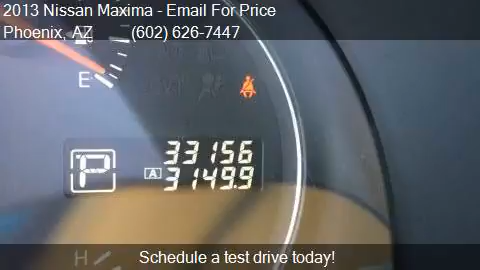 2013 Nissan Maxima - Email For Price
Phoenix, AZ (602) 626-7447
E
33156
P
A 3149.9
H
Schedule a test drive today!